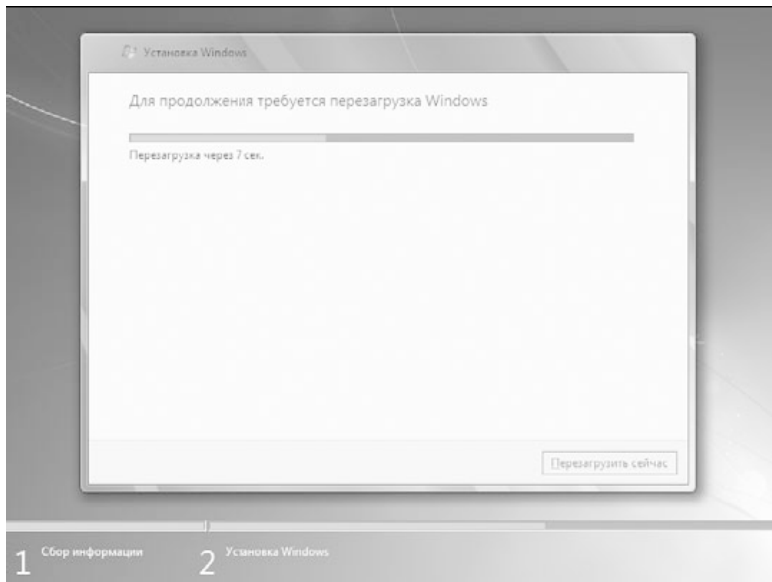 Установка Windows
Для продолжения требуется перезагрузка Windows
Перезагрузка через 7 сек.
Перезагрузить сейчас
1 Сбор информации
2 Установка Windows